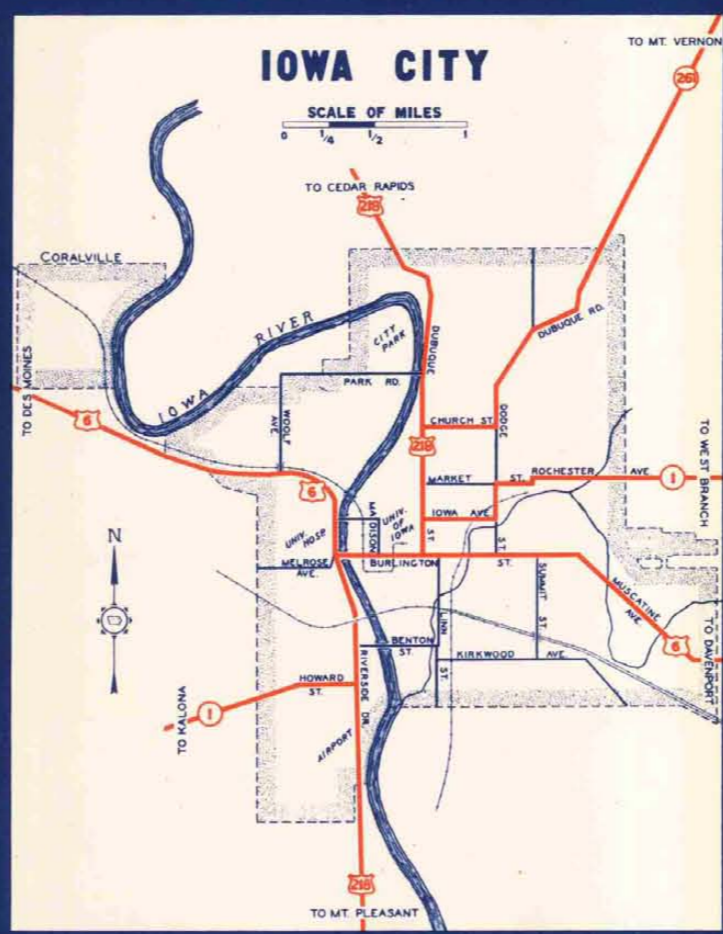 TO MT. VERNON
IOWA CITY
261
SCALE OF MILES
0 1/4 1/2 1
TO CEDAR RAPIDS
218
CORALVILLE
IOWA RIVER
CITY PARK
DUBUQUE
DUBUQUE RD.
PARK RD.
WOOLF AVE.
TO DES MOINES
6
CHURCH ST.
DODGE
218
TO WEST BRANCH
MARKET ST.
ROCHESTER AVE
1
6
UNIV. HOSP.
MADISON
UNIV. OF IOWA
IOWA AVE.
ST.
ST.
N
MELROSE AVE.
BURLINGTON ST.
SUMMIT ST.
MUSCATINE AVE.
6
TO DAVENPORT
LINN ST.
BENTON ST.
KIRKWOOD AVE.
HOWARD ST.
RIVERSIDE DR.
1
TO KALONA
AIRPORT
218
TO MT. PLEASANT